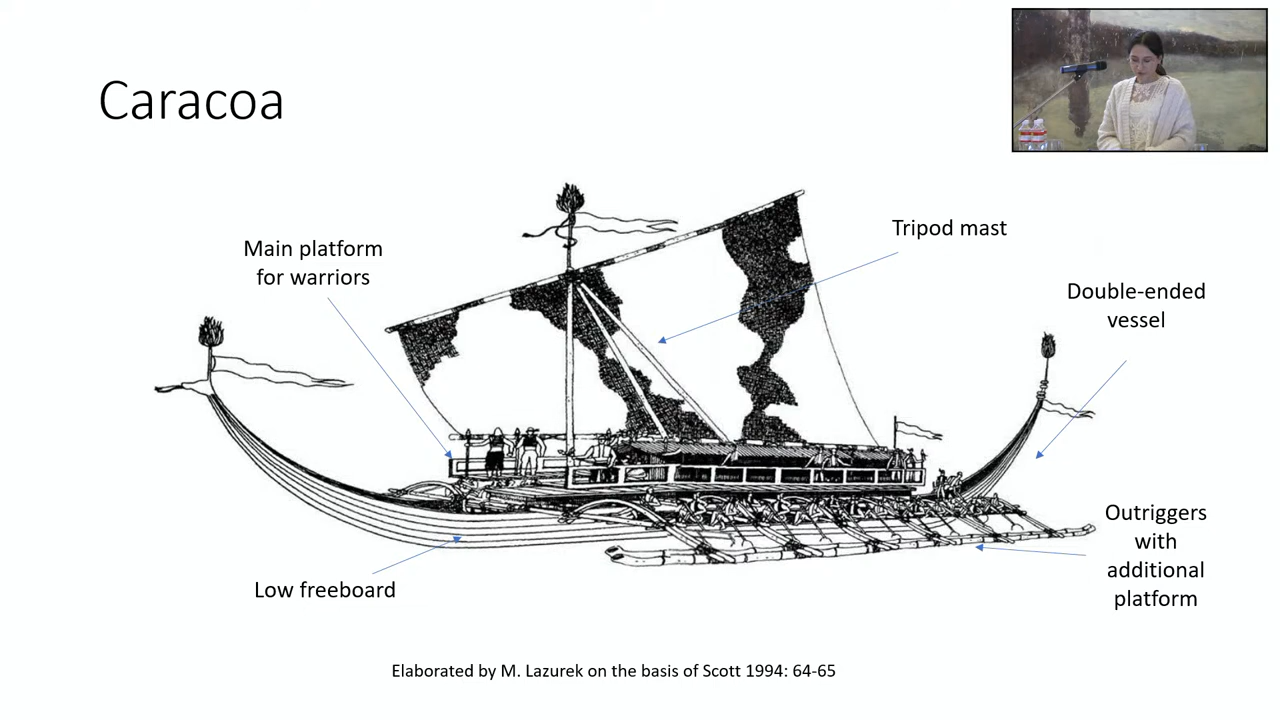 Caracoa
Main platform
for warriors
Tripod mast
Double-ended
vessel
Low freeboard
Outriggers
with
additional
platform
Elaborated by M. Lazurek on the basis of Scott 1994: 64-65